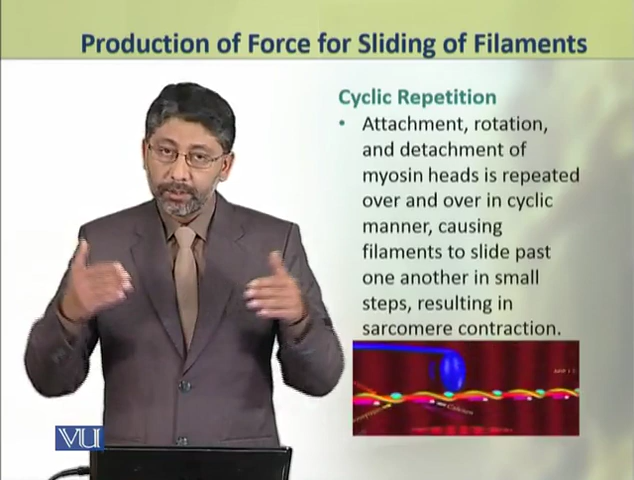 Production of Force for Sliding of Filaments
Cyclic Repetition
• Attachment, rotation,
and detachment of
myosin heads is repeated
over and over in cyclic
manner, causing
filaments to slide past
one another in small
steps, resulting in
sarcomere contraction.
Calcium
VU